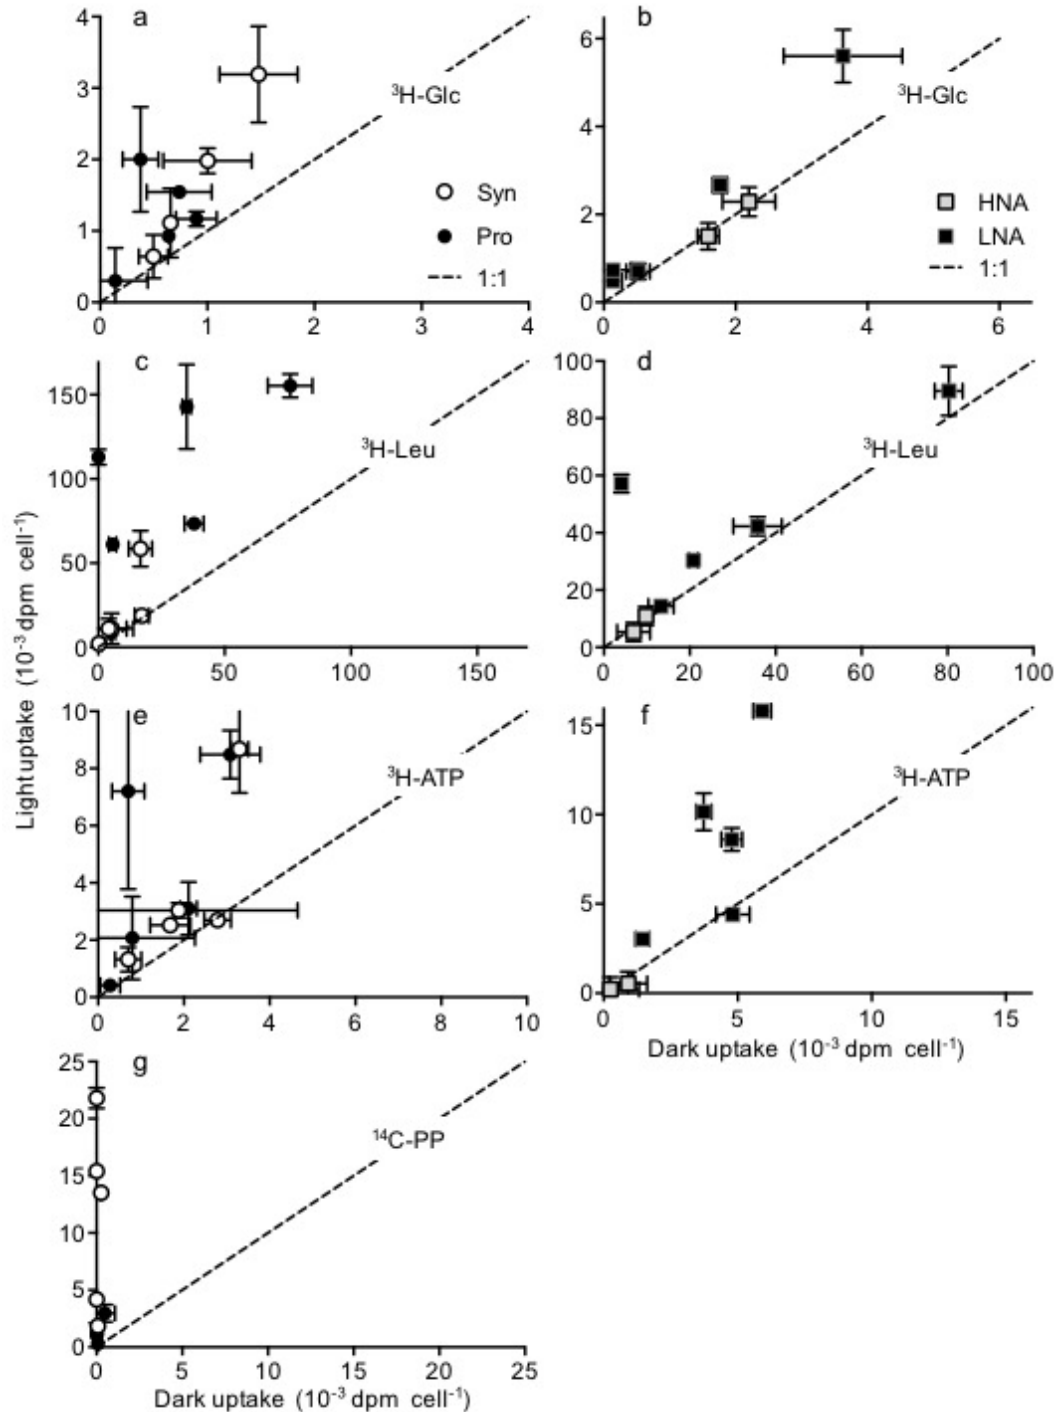 a
4
3
2
1
0
0 1 2 3 4
³H-Glc
Syn
Pro
1:1
b
6
4
2
0
0 2 4 6
³H-Glc
HNA
LNA
1:1
c
150
100
50
0
0 50 100 150
³H-Leu
d
100
80
60
40
20
0
0 20 40 60 80 100
³H-Leu
Light uptake (10⁻³ dpm cell⁻¹)
e
10
8
6
4
2
0
0 2 4 6 8 10
³H-ATP
f
15
10
5
0
0 5 10 15
³H-ATP
Dark uptake (10⁻³ dpm cell⁻¹)
g
25
20
15
10
5
0
0 5 10 15 20 25
¹⁴C-PP
Dark uptake (10⁻³ dpm cell⁻¹)